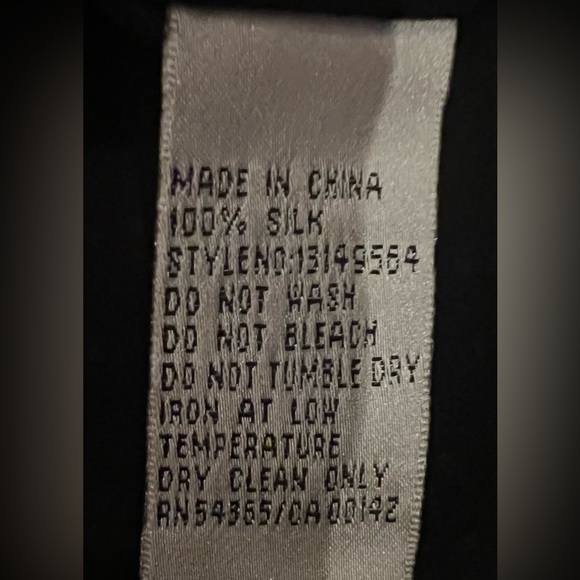 MADE IN CHINA
100% SILK
STYLENO:13149564
DO NOT WASH
DO NOT BLEACH
DO NOT TUMBLE DRY
IRON AT LOW
TEMPERATURE
DRY CLEAN ONLY
RN54365/CA00142